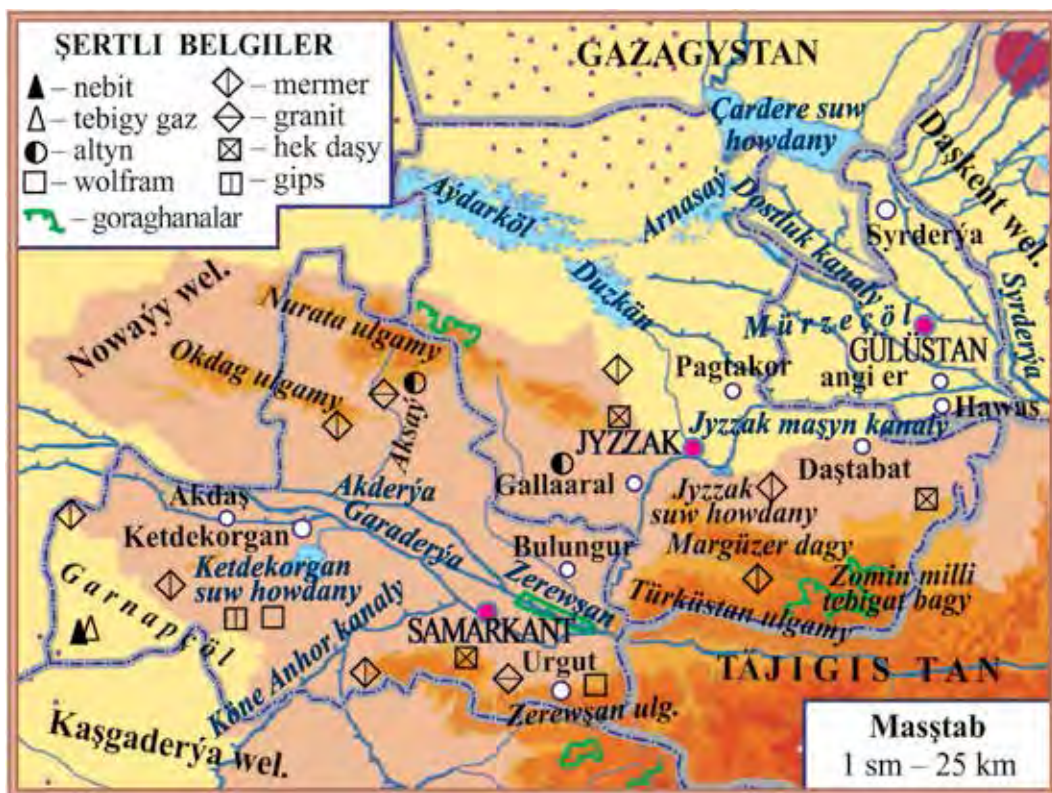 ŞERTLI BELGILER
– nebit
– tebigy gaz
– altyn
– wolfram
– mermer
– granit
– hek daşy
– gips
– goraghanalar
GAZAGYSTAN
Çardere suw
howdany
Daşkent wel.
Aýdarköl
Arnasaý
Dostluk kanaly
Syrderýa
Syrderýa
Duzkän
Mürzeçöl
GÜLÜSTAN
angi er
Hawas
Nowaýy wel.
Nurata ulgamy
Okdag ulgamy
Aksaý
Pagtakor
JYZZAK
Jyzzak maşyn kanaly
Gallaaral
Daştabat
Jyzzak
suw howdany
Akdaş
Akderýa
Ketdekorgan
Garaderýa
Bulungur
Margüzer dagy
Ketdekorgan
suw howdany
Zerewşan
Zomin milli
tebigat bagy
Türküstan ulgamy
Garnapçöl
SAMARKANT
Köne Anhor kanaly
Urgut
Zerewşan ulg.
TÄJIGIS TAN
Kaşgaderýa wel.
Masştab
1 sm – 25 km